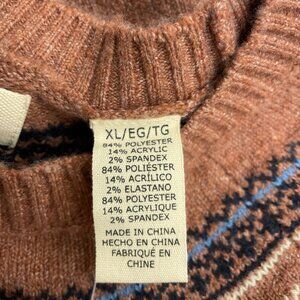 XL/EG/TG
84% POLYESTER
14% ACRYLIC
2% SPANDEX
84% POLIÉSTER
14% ACRÍLICO
2% ELASTANO
84% POLYESTER
14% ACRYLIQUE
2% SPANDEX
MADE IN CHINA
HECHO EN CHINA
FABRIQUÉ EN
CHINE